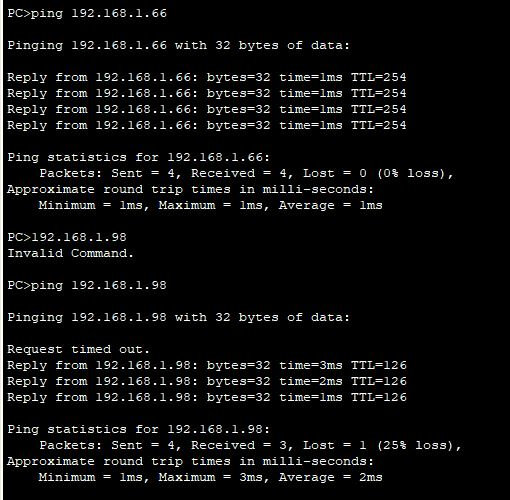 PC>ping 192.168.1.66
Pinging 192.168.1.66 with 32 bytes of data:
Reply from 192.168.1.66: bytes=32 time=1ms TTL=254
Reply from 192.168.1.66: bytes=32 time=1ms TTL=254
Reply from 192.168.1.66: bytes=32 time=1ms TTL=254
Reply from 192.168.1.66: bytes=32 time=1ms TTL=254
Ping statistics for 192.168.1.66:
Packets: Sent = 4, Received = 4, Lost = 0 (0% loss),
Approximate round trip times in milli-seconds:
Minimum = 1ms, Maximum = 1ms, Average = 1ms
PC>192.168.1.98
Invalid Command.
PC>ping 192.168.1.98
Pinging 192.168.1.98 with 32 bytes of data:
Request timed out.
Reply from 192.168.1.98: bytes=32 time=3ms TTL=126
Reply from 192.168.1.98: bytes=32 time=2ms TTL=126
Reply from 192.168.1.98: bytes=32 time=1ms TTL=126
Ping statistics for 192.168.1.98:
Packets: Sent = 4, Received = 3, Lost = 1 (25% loss),
Approximate round trip times in milli-seconds:
Minimum = 1ms, Maximum = 3ms, Average = 2ms